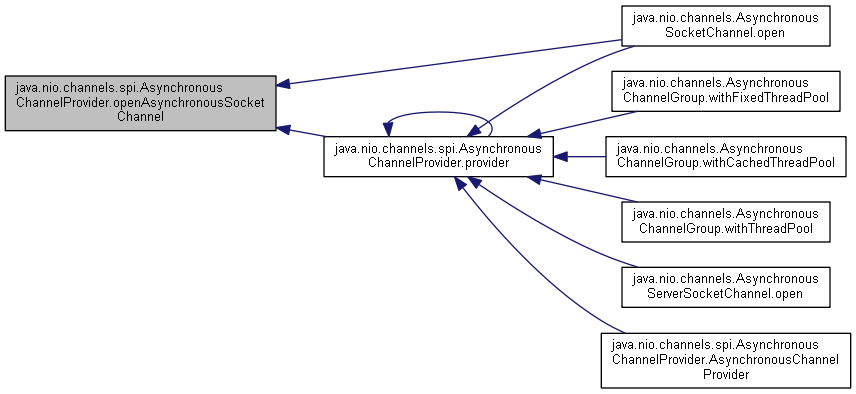 java.nio.channels.Asynchronous
SocketChannel.open
java.nio.channels.spi.Asynchronous
ChannelProvider.openAsynchronousSocket
Channel
java.nio.channels.Asynchronous
ChannelGroup.withFixedThreadPool
java.nio.channels.spi.Asynchronous
ChannelProvider.provider
java.nio.channels.Asynchronous
ChannelGroup.withCachedThreadPool
java.nio.channels.Asynchronous
ChannelGroup.withThreadPool
java.nio.channels.Asynchronous
ServerSocketChannel.open
java.nio.channels.spi.Asynchronous
ChannelProvider.AsynchronousChannel
Provider